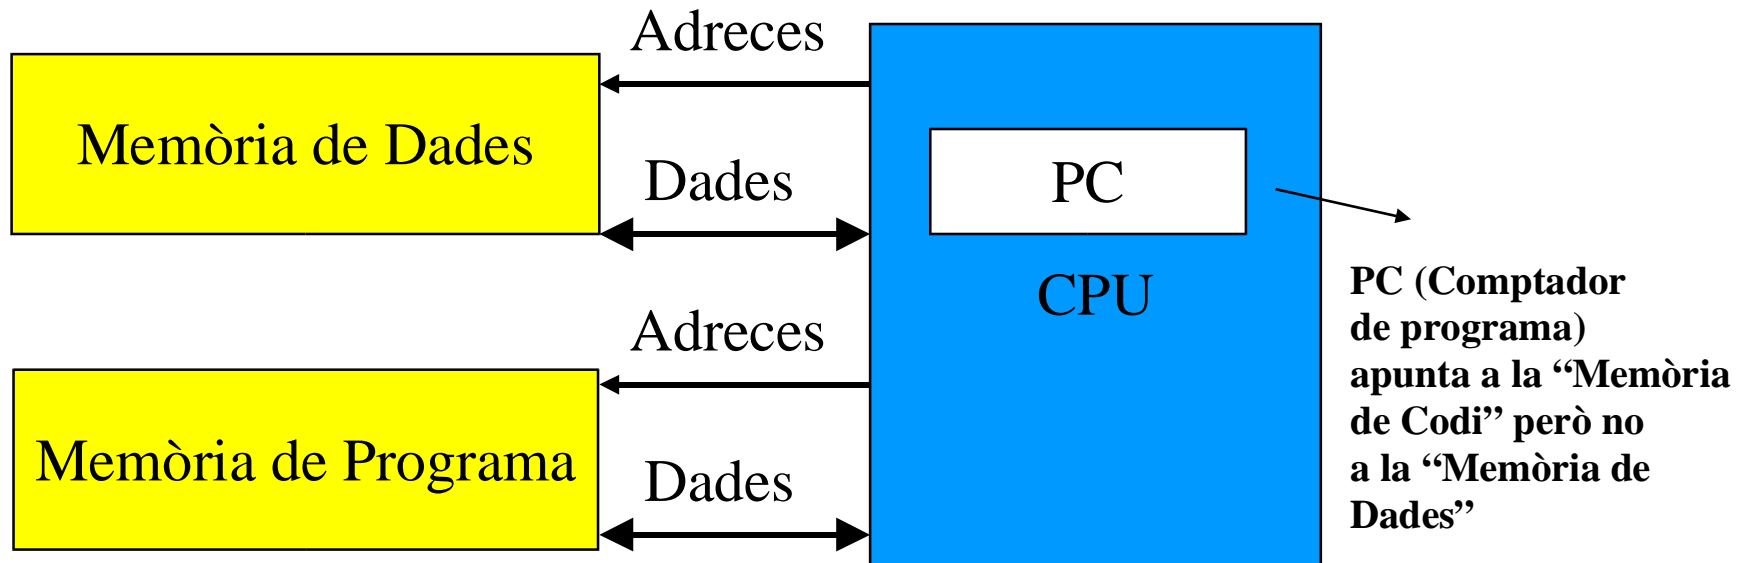 Adreces
Memòria de Dades
Dades
PC
CPU
Adreces
Memòria de Programa
Dades
PC (Comptador
de programa)
apunta a la “Memòria
de Codi” però no
a la “Memòria de
Dades”